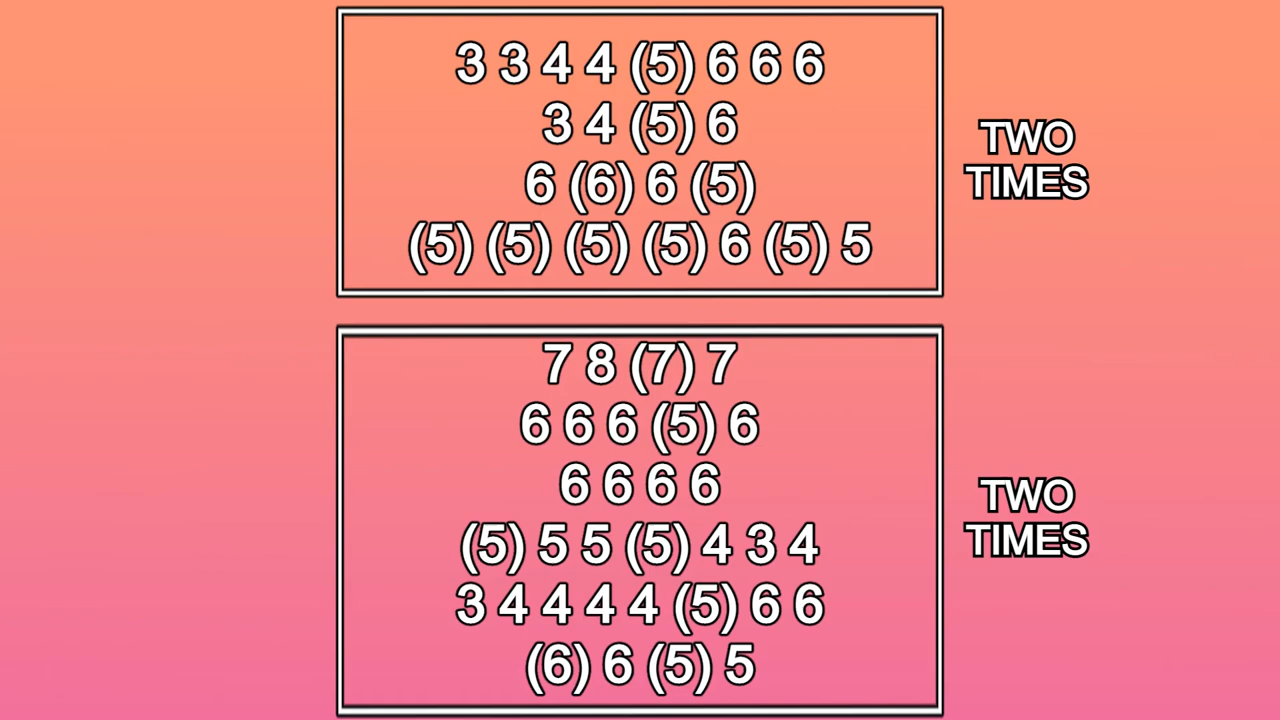 3 3 4 4 (5) 6 6 6
3 4 (5) 6
6 (6) 6 (5)
(5) (5) (5) (5) 6 (5) 5
TWO
TIMES
7 8 (7) 7
6 6 6 (5) 6
6 6 6 6
(5) 5 5 (5) 4 3 4
3 4 4 4 4 (5) 6 6
(6) 6 (5) 5
TWO
TIMES